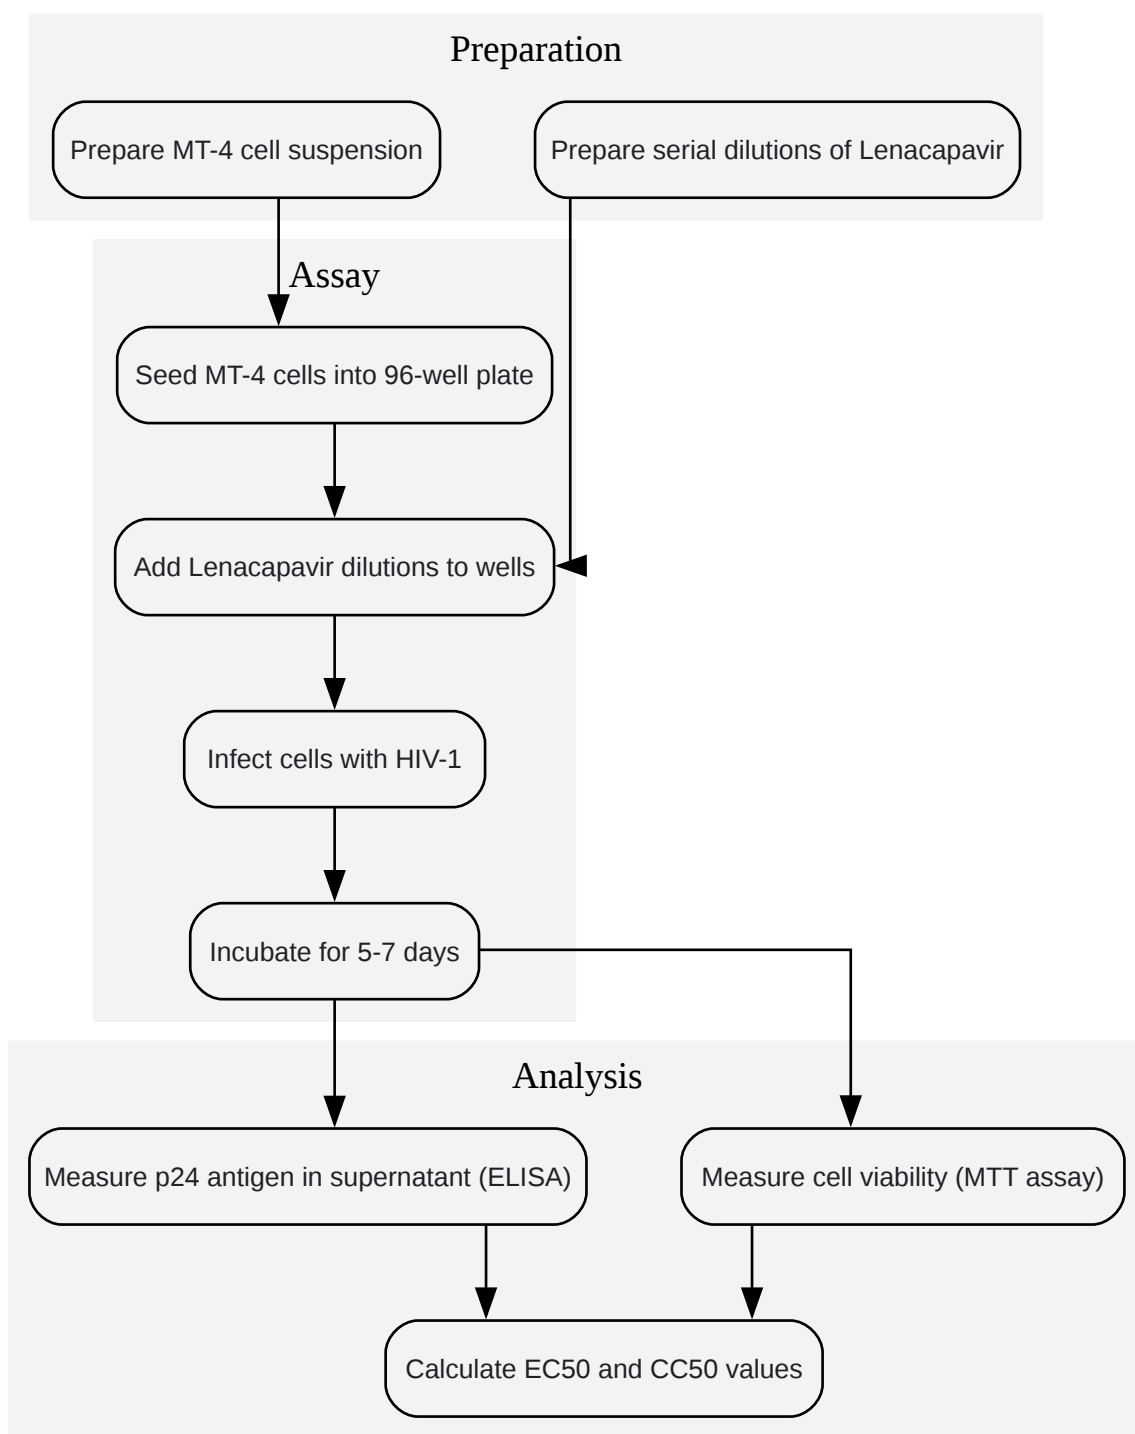 Preparation
Prepare MT-4 cell suspension
Prepare serial dilutions of Lenacapavir
Assay
Seed MT-4 cells into 96-well plate
Add Lenacapavir dilutions to wells
Infect cells with HIV-1
Incubate for 5-7 days
Analysis
Measure p24 antigen in supernatant (ELISA)
Measure cell viability (MTT assay)
Calculate EC50 and CC50 values